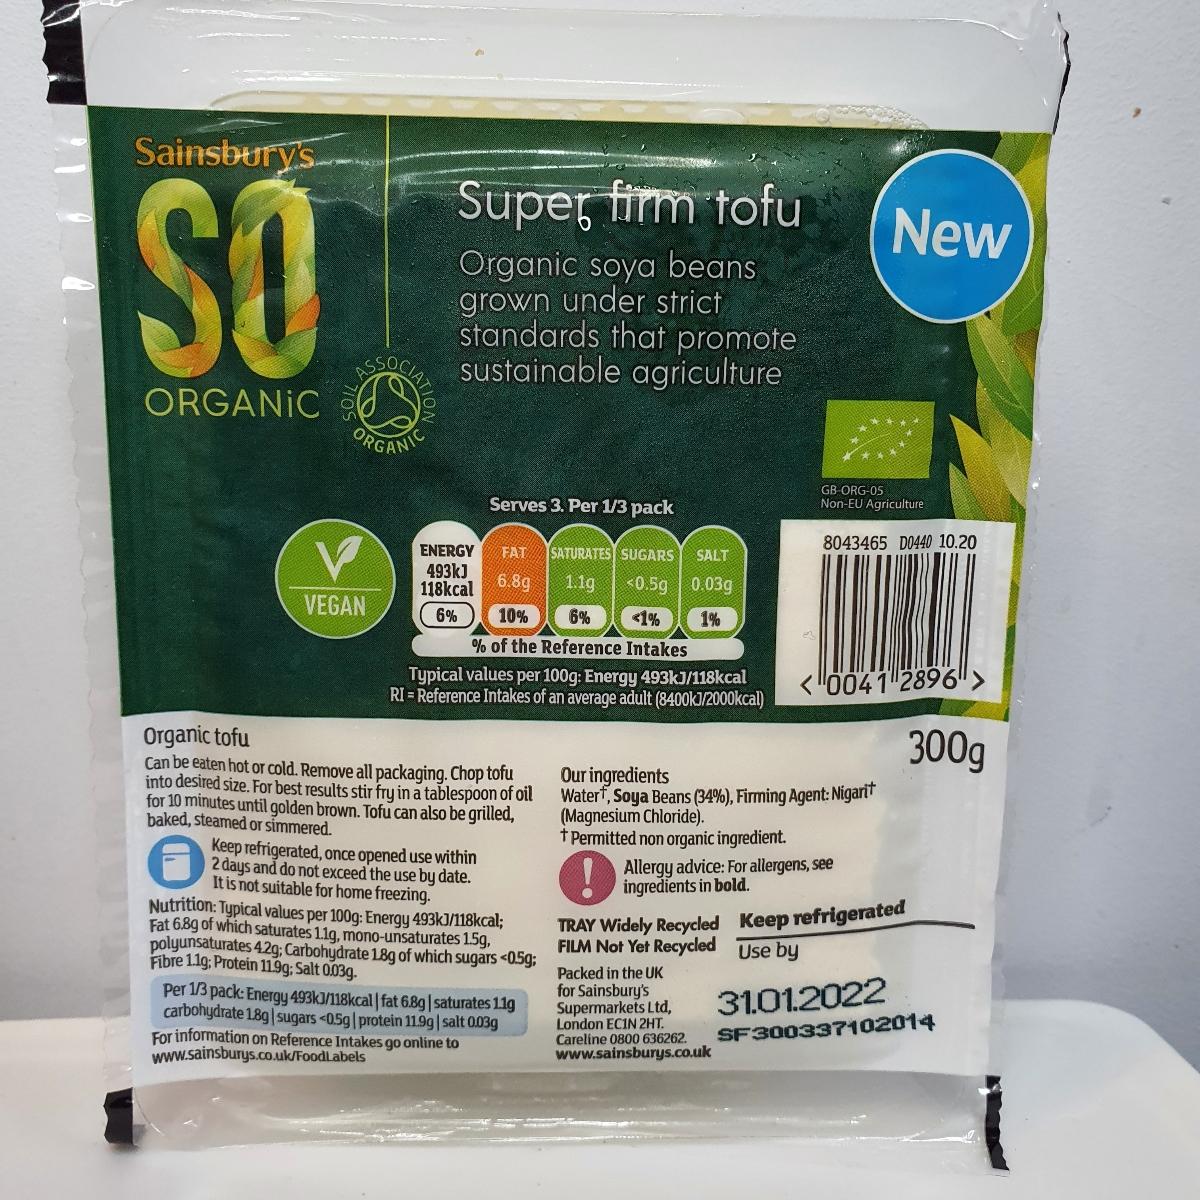 Sainsbury's
SO
ORGANiC
SOIL ASSOCIATION
ORGANIC
Super firm tofu
Organic soya beans
grown under strict
standards that promote
sustainable agriculture
New
GB-ORG-05
Non-EU Agriculture
Serves 3. Per 1/3 pack
VEGAN
ENERGY FAT SATURATES SUGARS SALT
493kJ
118kcal 6.8g 1.1g <0.5g 0.03g
6% 10% 6% <1% 1%
% of the Reference Intakes
Typical values per 100g: Energy 493kJ/118kcal
RI = Reference Intakes of an average adult (8400kJ/2000kcal)
8043465 D0440 10.20
< 0041 2896 >
300g
Organic tofu
Can be eaten hot or cold. Remove all packaging. Chop tofu
into desired size. For best results stir fry in a tablespoon of oil
for 10 minutes until golden brown. Tofu can also be grilled,
baked, steamed or simmered.
Keep refrigerated, once opened use within
2 days and do not exceed the use by date.
It is not suitable for home freezing.
Nutrition: Typical values per 100g: Energy 493kJ/118kcal;
Fat 6.8g of which saturates 1.1g, mono-unsaturates 1.5g,
polyunsaturates 4.2g; Carbohydrate 1.8g of which sugars <0.5g;
Fibre 1.1g; Protein 11.9g; Salt 0.03g.
Per 1/3 pack: Energy 493kJ/118kcal | fat 6.8g | saturates 1.1g
carbohydrate 1.8g | sugars <0.5g | protein 11.9g | salt 0.03g
For information on Reference Intakes go online to
www.sainsburys.co.uk/FoodLabels
Our ingredients
Water†, Soya Beans (34%), Firming Agent: Nigari†
(Magnesium Chloride).
† Permitted non organic ingredient.
Allergy advice: For allergens, see
ingredients in bold.
TRAY Widely Recycled
FILM Not Yet Recycled
Packed in the UK
for Sainsbury's
Supermarkets Ltd,
London EC1N 2HT.
Careline 0800 636262.
www.sainsburys.co.uk
Keep refrigerated
Use by
31.01.2022
SF300337102014